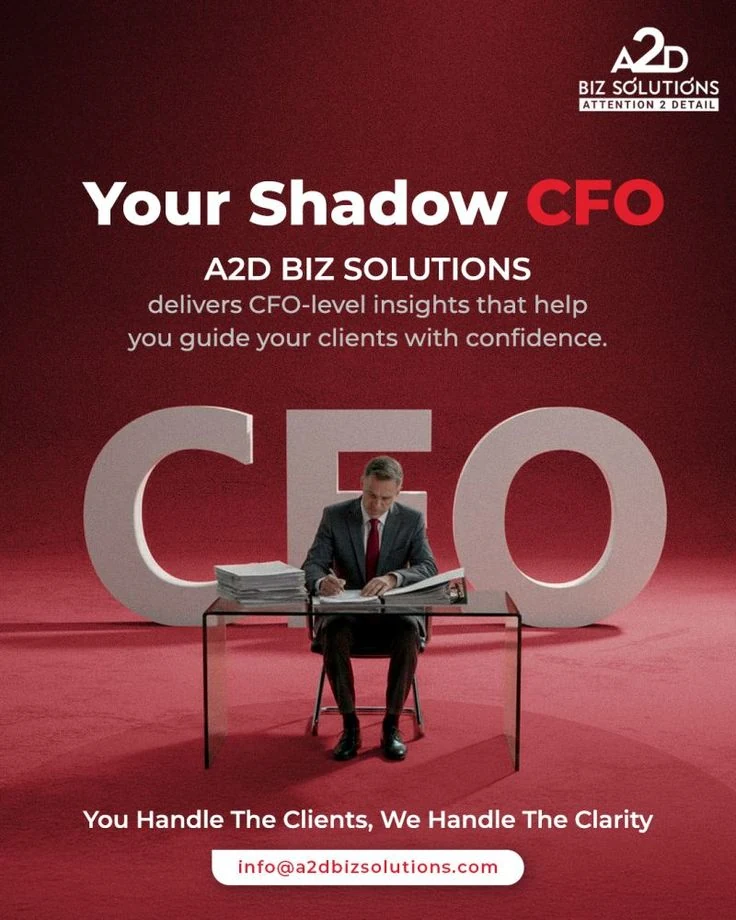 A2D
BIZ SOLUTIONS
ATTENTION 2 DETAIL
Your Shadow CFO
A2D BIZ SOLUTIONS
delivers CFO-level insights that help
you guide your clients with confidence.
CFO
You Handle The Clients, We Handle The Clarity
info@a2dbizsolutions.com